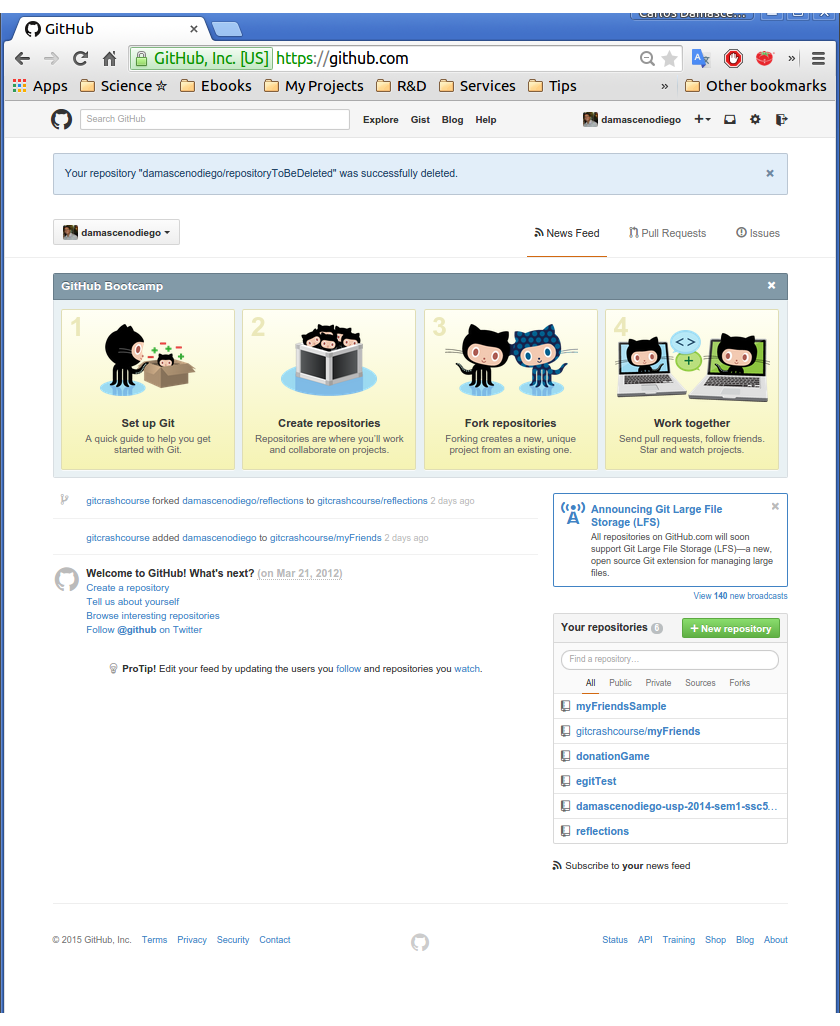 Carlos Damasce...
GitHub
GitHub, Inc. [US] https://github.com
Apps Science ☆ Ebooks My Projects R&D Services Tips » Other bookmarks
Search GitHub Explore Gist Blog Help damascenodiego
Your repository "damascenodiego/repositoryToBeDeleted" was successfully deleted.
damascenodiego News Feed Pull Requests Issues
GitHub Bootcamp
1
Set up Git
A quick guide to help you get
started with Git.
2
Create repositories
Repositories are where you'll work
and collaborate on projects.
3
Fork repositories
Forking creates a new, unique
project from an existing one.
4
Work together
Send pull requests, follow friends.
Star and watch projects.
gitcrashcourse forked damascenodiego/reflections to gitcrashcourse/reflections 2 days ago
gitcrashcourse added damascenodiego to gitcrashcourse/myFriends 2 days ago
Welcome to GitHub! What's next? (on Mar 21, 2012)
Create a repository
Tell us about yourself
Browse interesting repositories
Follow @github on Twitter
ProTip! Edit your feed by updating the users you follow and repositories you watch.
Announcing Git Large File
Storage (LFS)
All repositories on GitHub.com will soon
support Git Large File Storage (LFS)—a new,
open source Git extension for managing large
files.
View 140 new broadcasts
Your repositories 6 + New repository
Find a repository…
All Public Private Sources Forks
myFriendsSample
gitcrashcourse/myFriends
donationGame
egitTest
damascenodiego-usp-2014-sem1-ssc5…
reflections
Subscribe to your news feed
© 2015 GitHub, Inc. Terms Privacy Security Contact Status API Training Shop Blog About